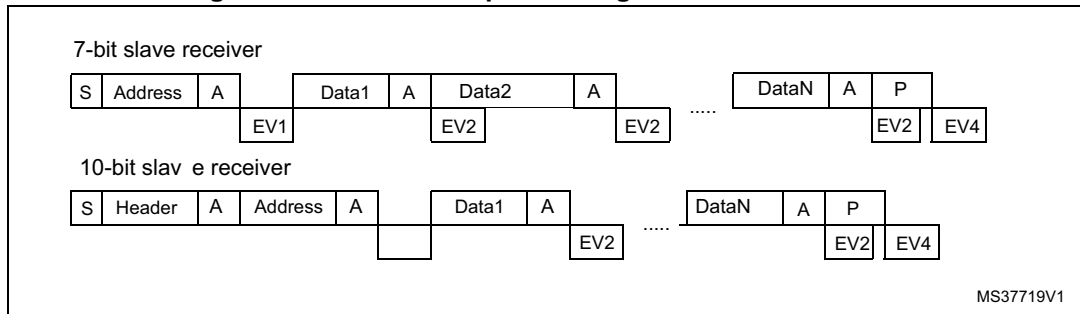 7-bit slave receiver
S Address A Data1 A Data2 A ..... DataN A P
EV1 EV2 EV2 EV2 EV4
10-bit slav e receiver
S Header A Address A Data1 A ..... DataN A P
EV2 EV2 EV4
MS37719V1